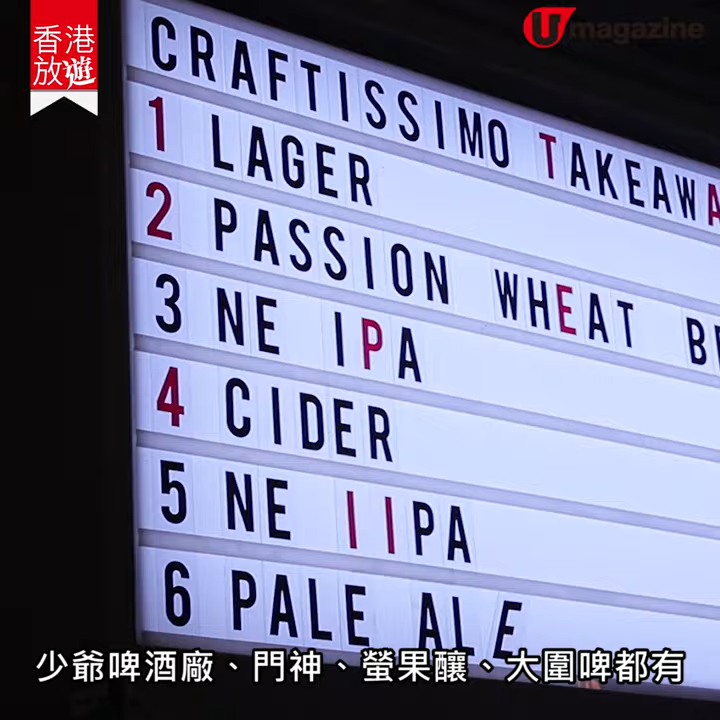 香港
放遊
U magazine
CRAFTISSIMO TAKEAWA
1 LAGER
2 PASSION WHEAT
3 NE IPA
4 CIDER
5 NE IIPA
6 PALE ALE
少爺啤酒廠、門神、螢果釀、大圍啤都有